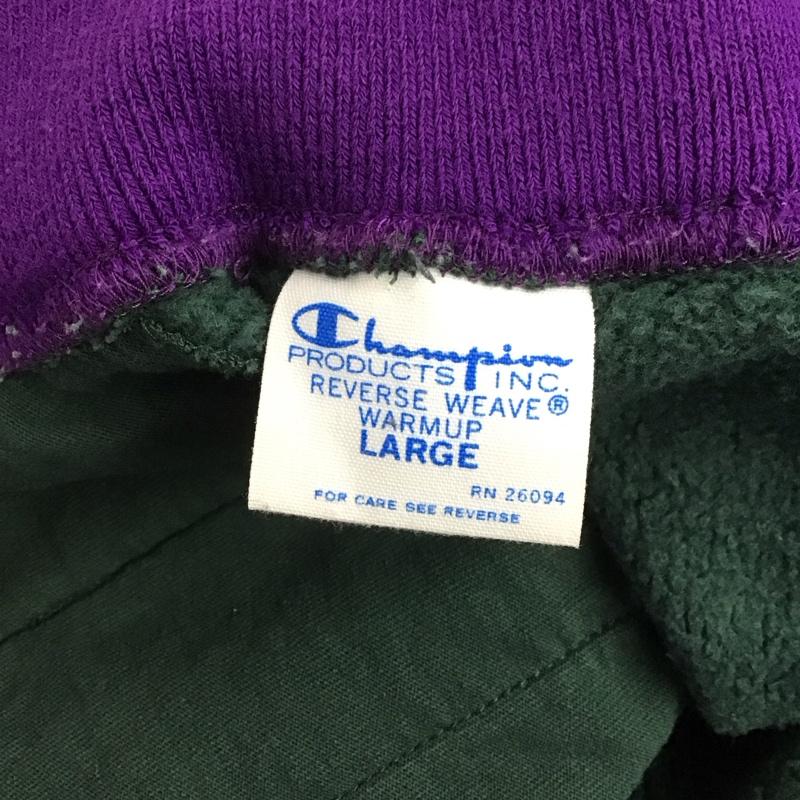 Champion
PRODUCTS INC.
REVERSE WEAVE®
WARMUP
LARGE
RN 26094
FOR CARE SEE REVERSE